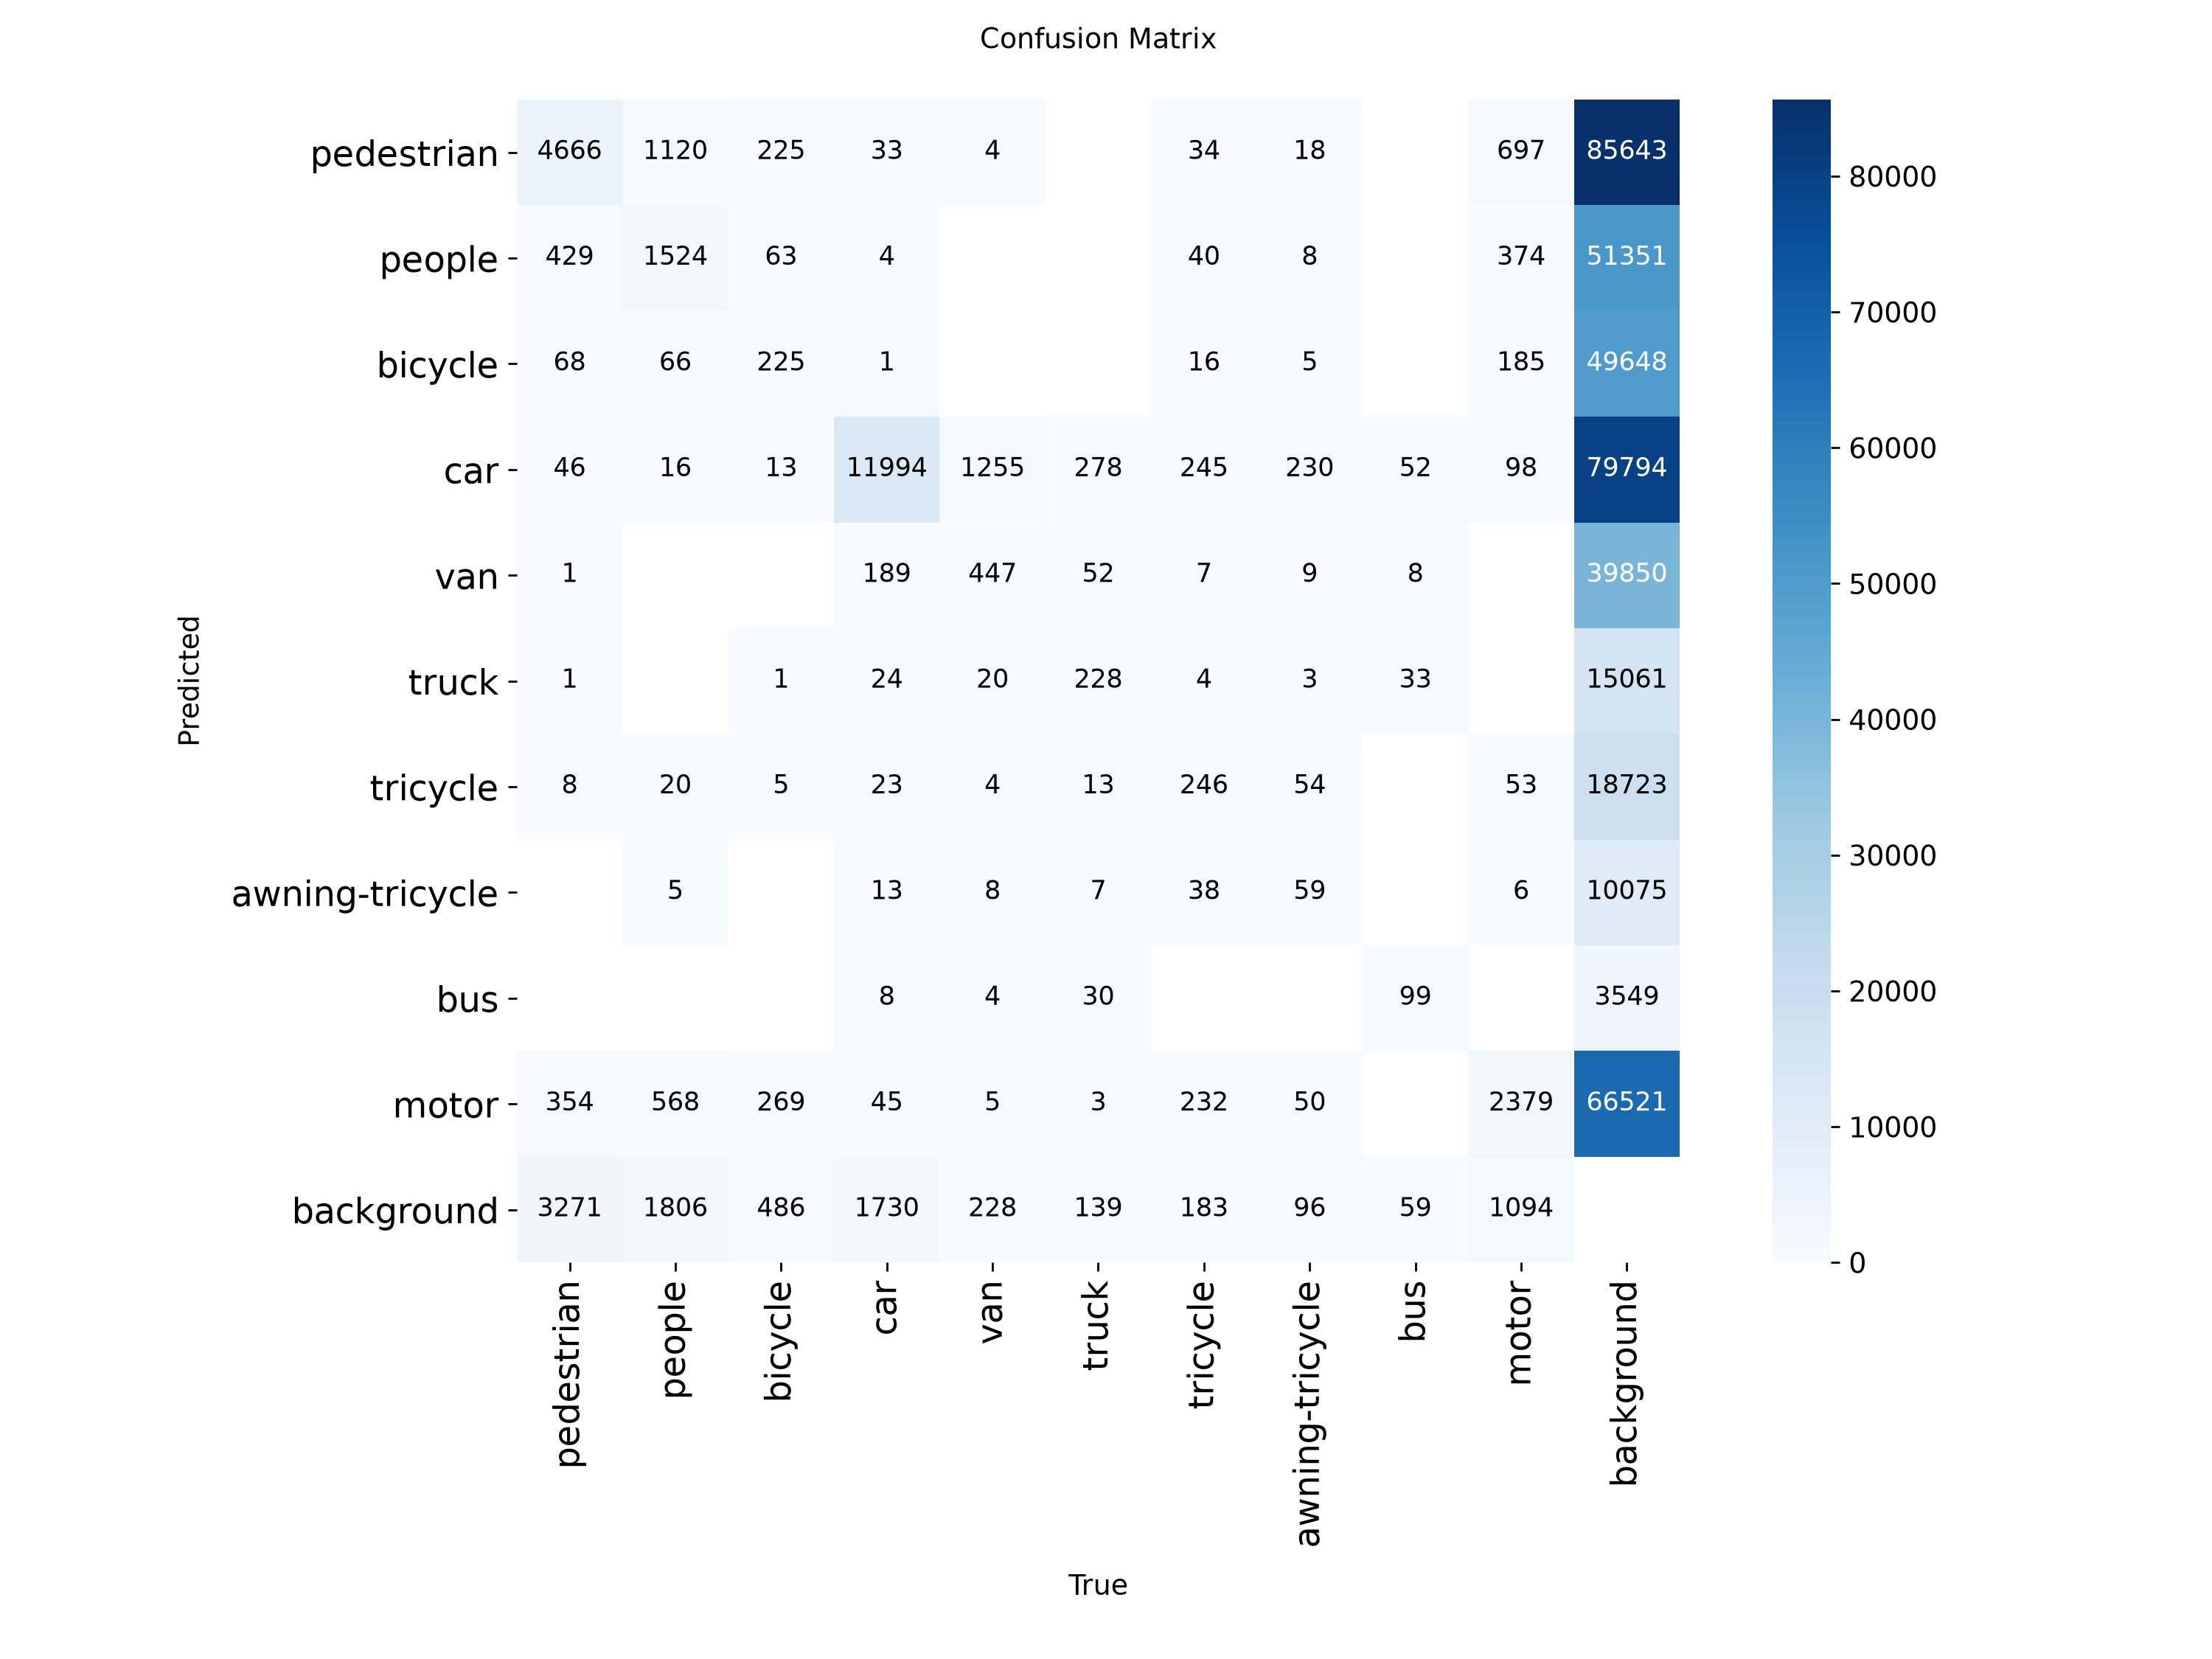 Confusion Matrix
pedestrian 4666 1120 225 33 4 34 18 697 85643
people 429 1524 63 4 40 8 374 51351
bicycle 68 66 225 1 16 5 185 49648
car 46 16 13 11994 1255 278 245 230 52 98 79794
van 1 189 447 52 7 9 8 39850
truck 1 1 24 20 228 4 3 33 15061
tricycle 8 20 5 23 4 13 246 54 53 18723
awning-tricycle 5 13 8 7 38 59 6 10075
bus 8 4 30 99 3549
motor 354 568 269 45 5 3 232 50 2379 66521
background 3271 1806 486 1730 228 139 183 96 59 1094
pedestrian people bicycle car van truck tricycle awning-tricycle bus motor background
Predicted
True
80000
70000
60000
50000
40000
30000
20000
10000
0